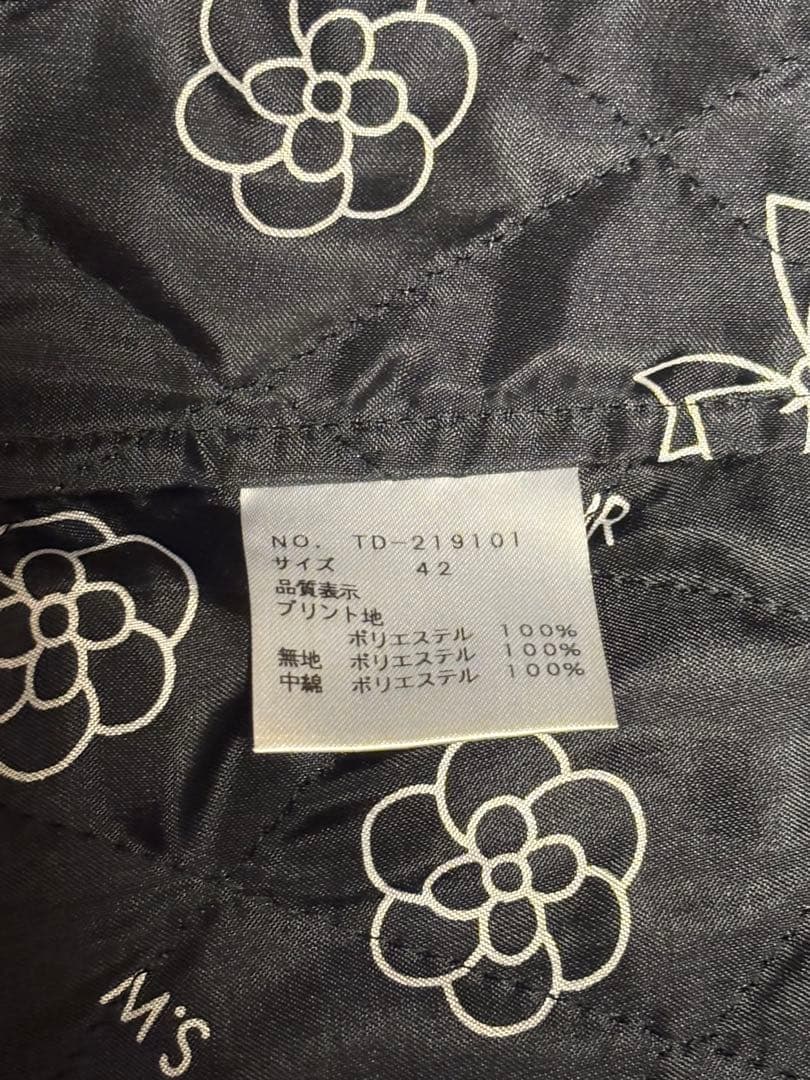 NO. TD-219101
サイズ 42
品質表示
プリント地
ポリエステル 100%
無地 ポリエステル 100%
中綿 ポリエステル 100%
M'S